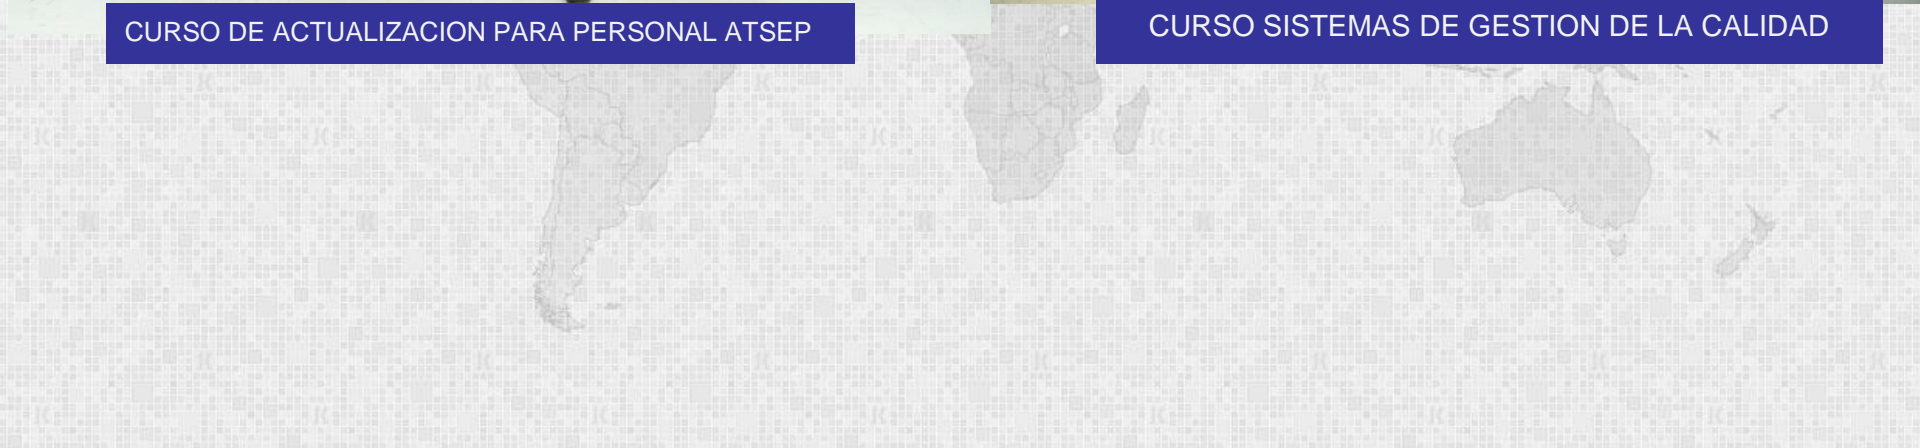 CURSO DE ACTUALIZACION PARA PERSONAL ATSEP
CURSO SISTEMAS DE GESTION DE LA CALIDAD